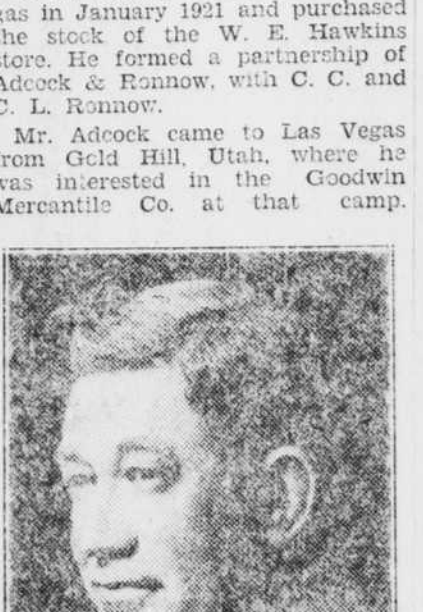 gas in January 1921 and purchased
the stock of the W. E. Hawkins
store. He formed a partnership of
Adcock & Ronnow, with C. C. and
C. L. Ronnow.
Mr. Adcock came to Las Vegas
from Gold Hill, Utah, where he
was interested in the Goodwin
Mercantile Co. at that camp.